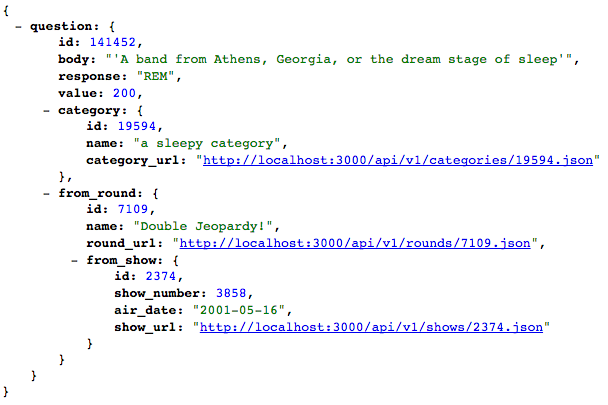 {
- question: {
id: 141452,
body: "'A band from Athens, Georgia, or the dream stage of sleep'",
response: "REM",
value: 200,
- category: {
id: 19594,
name: "a sleepy category",
category_url: "http://localhost:3000/api/v1/categories/19594.json"
},
- from_round: {
id: 7109,
name: "Double Jeopardy!",
round_url: "http://localhost:3000/api/v1/rounds/7109.json",
- from_show: {
id: 2374,
show_number: 3858,
air_date: "2001-05-16",
show_url: "http://localhost:3000/api/v1/shows/2374.json"
}
}
}
}